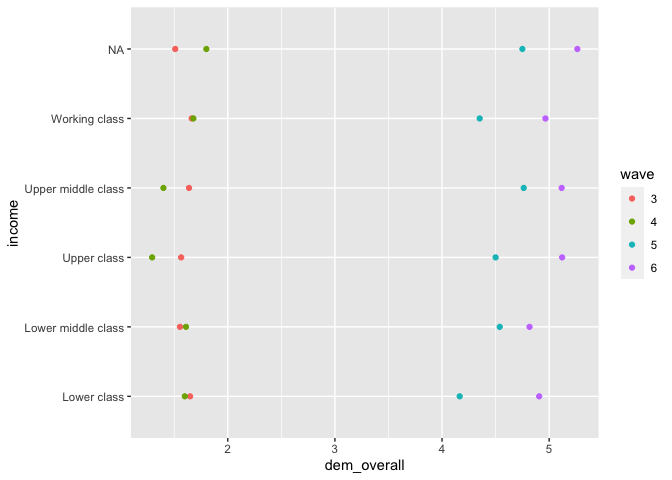 NA
Working class
Upper middle class
Upper class
Lower middle class
Lower class
income
2 3 4 5
dem_overall
wave
3
4
5
6